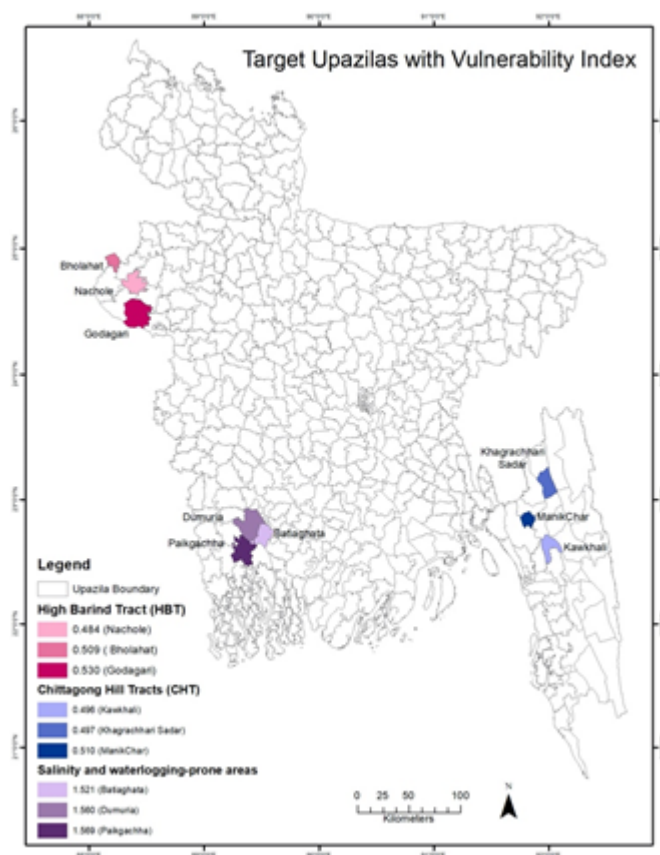 Target Upazilas with Vulnerability Index
Bholahat
Nachole
Godagari
Khagrachhari
Sadar
ManikChar
Kawkhali
Dumuria
Batiaghata
Paikgachha
Legend
Upazila Boundary
High Barind Tract (HBT)
0.484 (Nachole)
0.509 ( Bholahat)
0.530 (Godagari)
Chittagong Hill Tracts (CHT)
0.496 (Kawkhali)
0.497 (Khagrachhari Sadar)
0.510 (ManikChar)
Salinity and waterlogging-prone areas
1.521 (Batiaghata)
1.560 (Dumuria)
1.569 (Paikgachha)
N
0 25 50 100
Kilometers